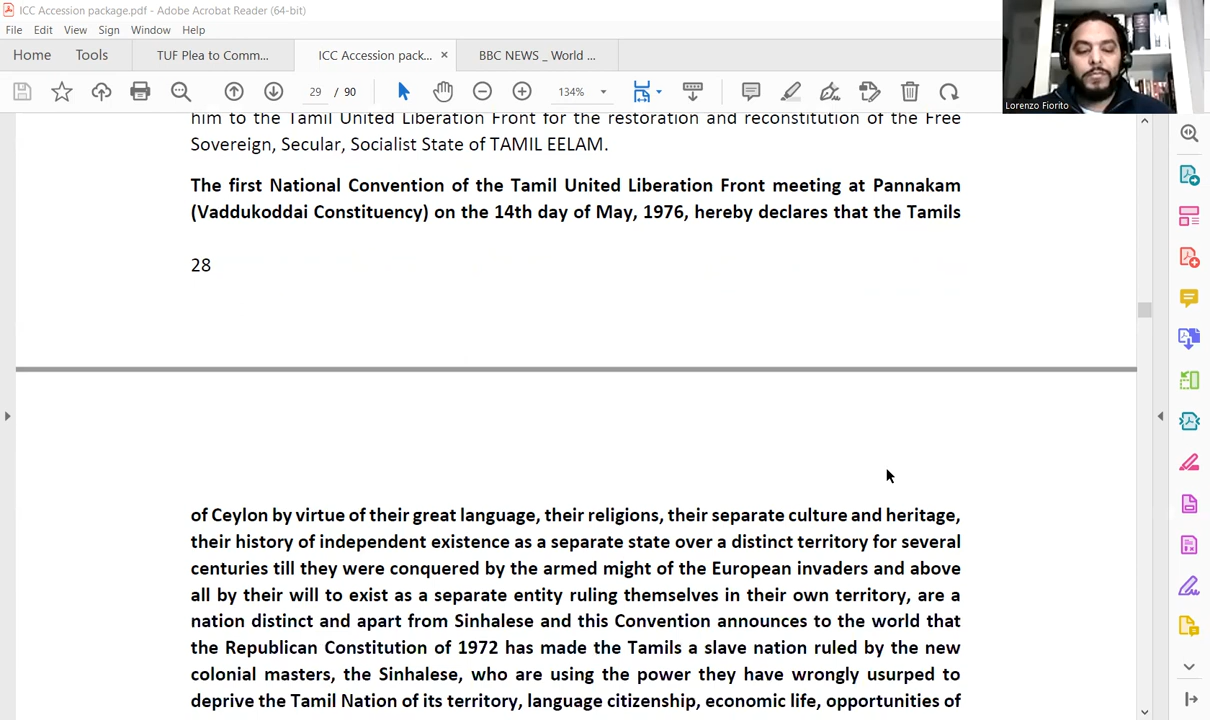 ICC Accession package.pdf - Adobe Acrobat Reader (64-bit)
File Edit View Sign Window Help
Home Tools TUF Plea to Comm... ICC Accession pack... × BBC NEWS _ World ...
29 / 90 134%
Lorenzo Fiorito
him to the Tamil United Liberation Front for the restoration and reconstitution of the Free
Sovereign, Secular, Socialist State of TAMIL EELAM.
The first National Convention of the Tamil United Liberation Front meeting at Pannakam
(Vaddukoddai Constituency) on the 14th day of May, 1976, hereby declares that the Tamils
28
of Ceylon by virtue of their great language, their religions, their separate culture and heritage,
their history of independent existence as a separate state over a distinct territory for several
centuries till they were conquered by the armed might of the European invaders and above
all by their will to exist as a separate entity ruling themselves in their own territory, are a
nation distinct and apart from Sinhalese and this Convention announces to the world that
the Republican Constitution of 1972 has made the Tamils a slave nation ruled by the new
colonial masters, the Sinhalese, who are using the power they have wrongly usurped to
deprive the Tamil Nation of its territory, language citizenship, economic life, opportunities of